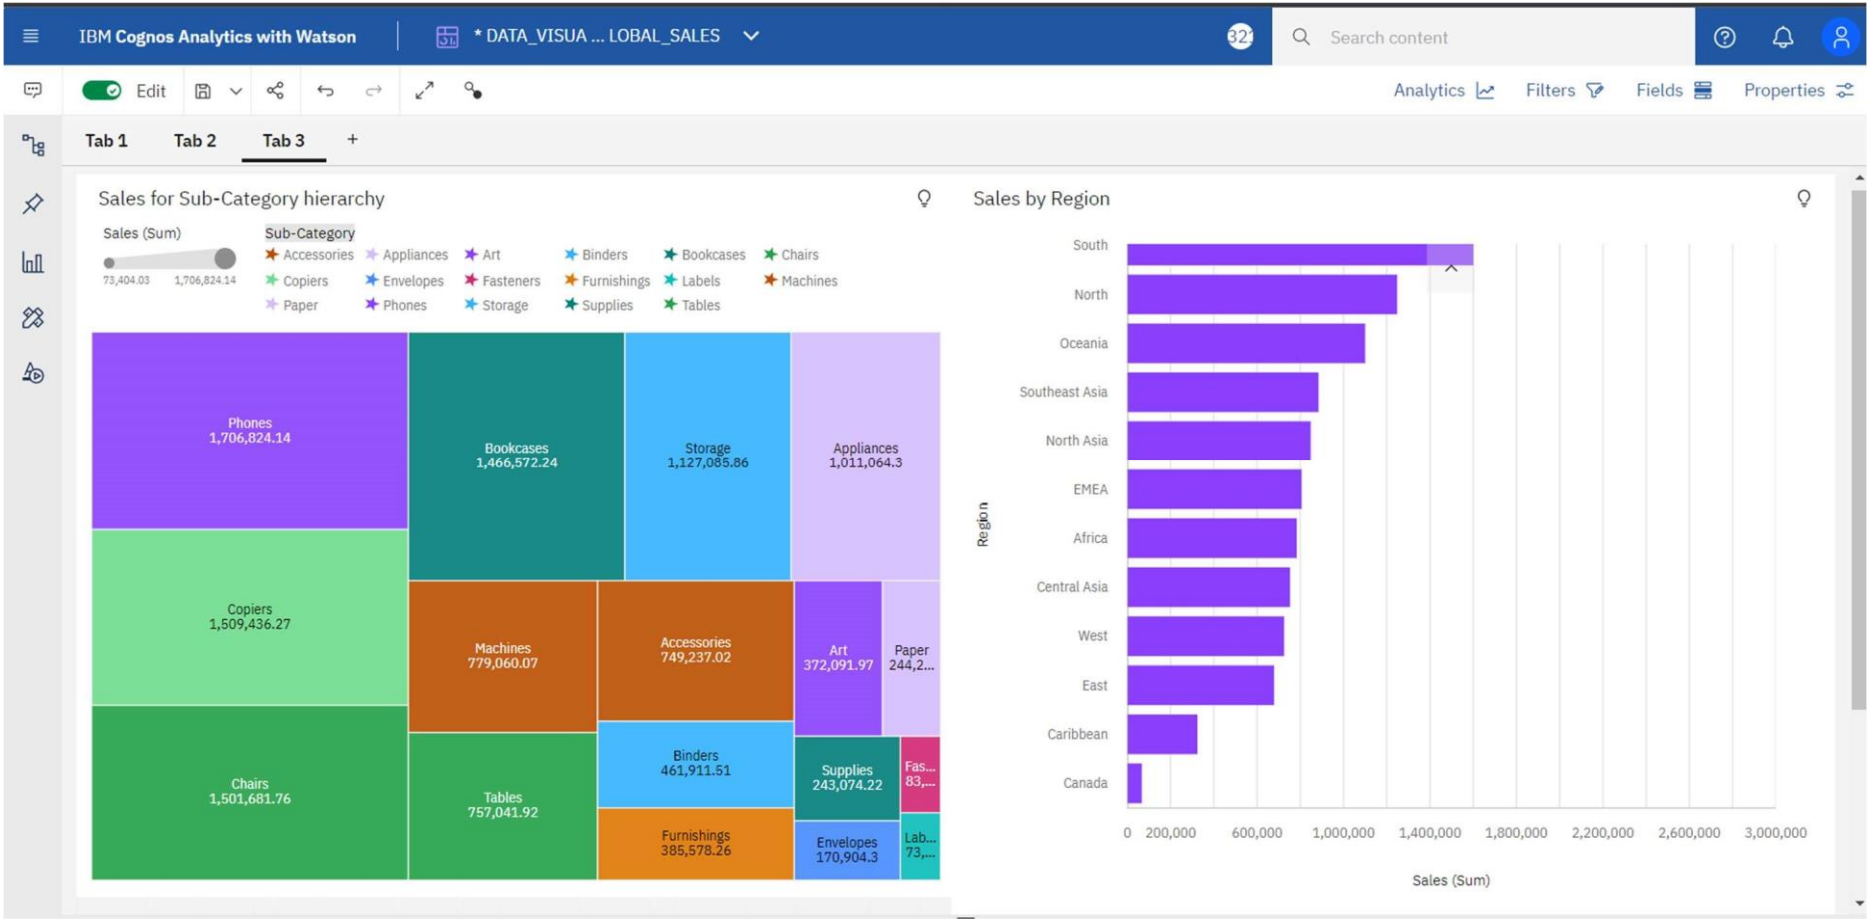 IBM Cognos Analytics with Watson
* DATA_VISUA ... LOBAL_SALES
Search content
Edit
Analytics
Filters
Fields
Properties
Tab 1
Tab 2
Tab 3
+
Sales for Sub-Category hierarchy
Sales (Sum)
73,404.03 1,706,824.14
Sub-Category
Accessories Appliances Art Binders Bookcases Chairs
Copiers Envelopes Fasteners Furnishings Labels Machines
Paper Phones Storage Supplies Tables
Phones
1,706,824.14
Bookcases
1,466,572.24
Storage
1,127,085.86
Appliances
1,011,064.3
Copiers
1,509,436.27
Machines
779,060.07
Accessories
749,237.02
Art
372,091.97
Paper
244,2...
Chairs
1,501,681.76
Tables
757,041.92
Binders
461,911.51
Furnishings
385,578.26
Supplies
243,074.22
Fas...
83,...
Envelopes
170,904.3
Lab...
73,...
Sales by Region
Region
South
North
Oceania
Southeast Asia
North Asia
EMEA
Africa
Central Asia
West
East
Caribbean
Canada
0 200,000 600,000 1,000,000 1,400,000 1,800,000 2,200,000 2,600,000 3,000,000
Sales (Sum)